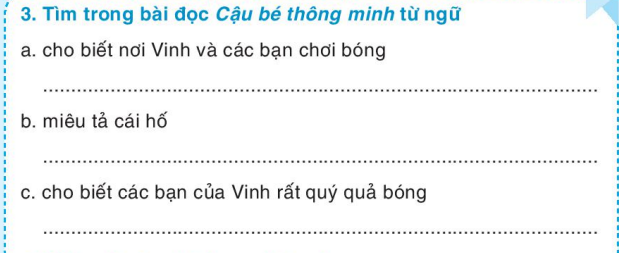 3. Tìm trong bài đọc Cậu bé thông minh từ ngữ
a. cho biết nơi Vinh và các bạn chơi bóng
b. miêu tả cái hố
c. cho biết các bạn của Vinh rất quý quả bóng